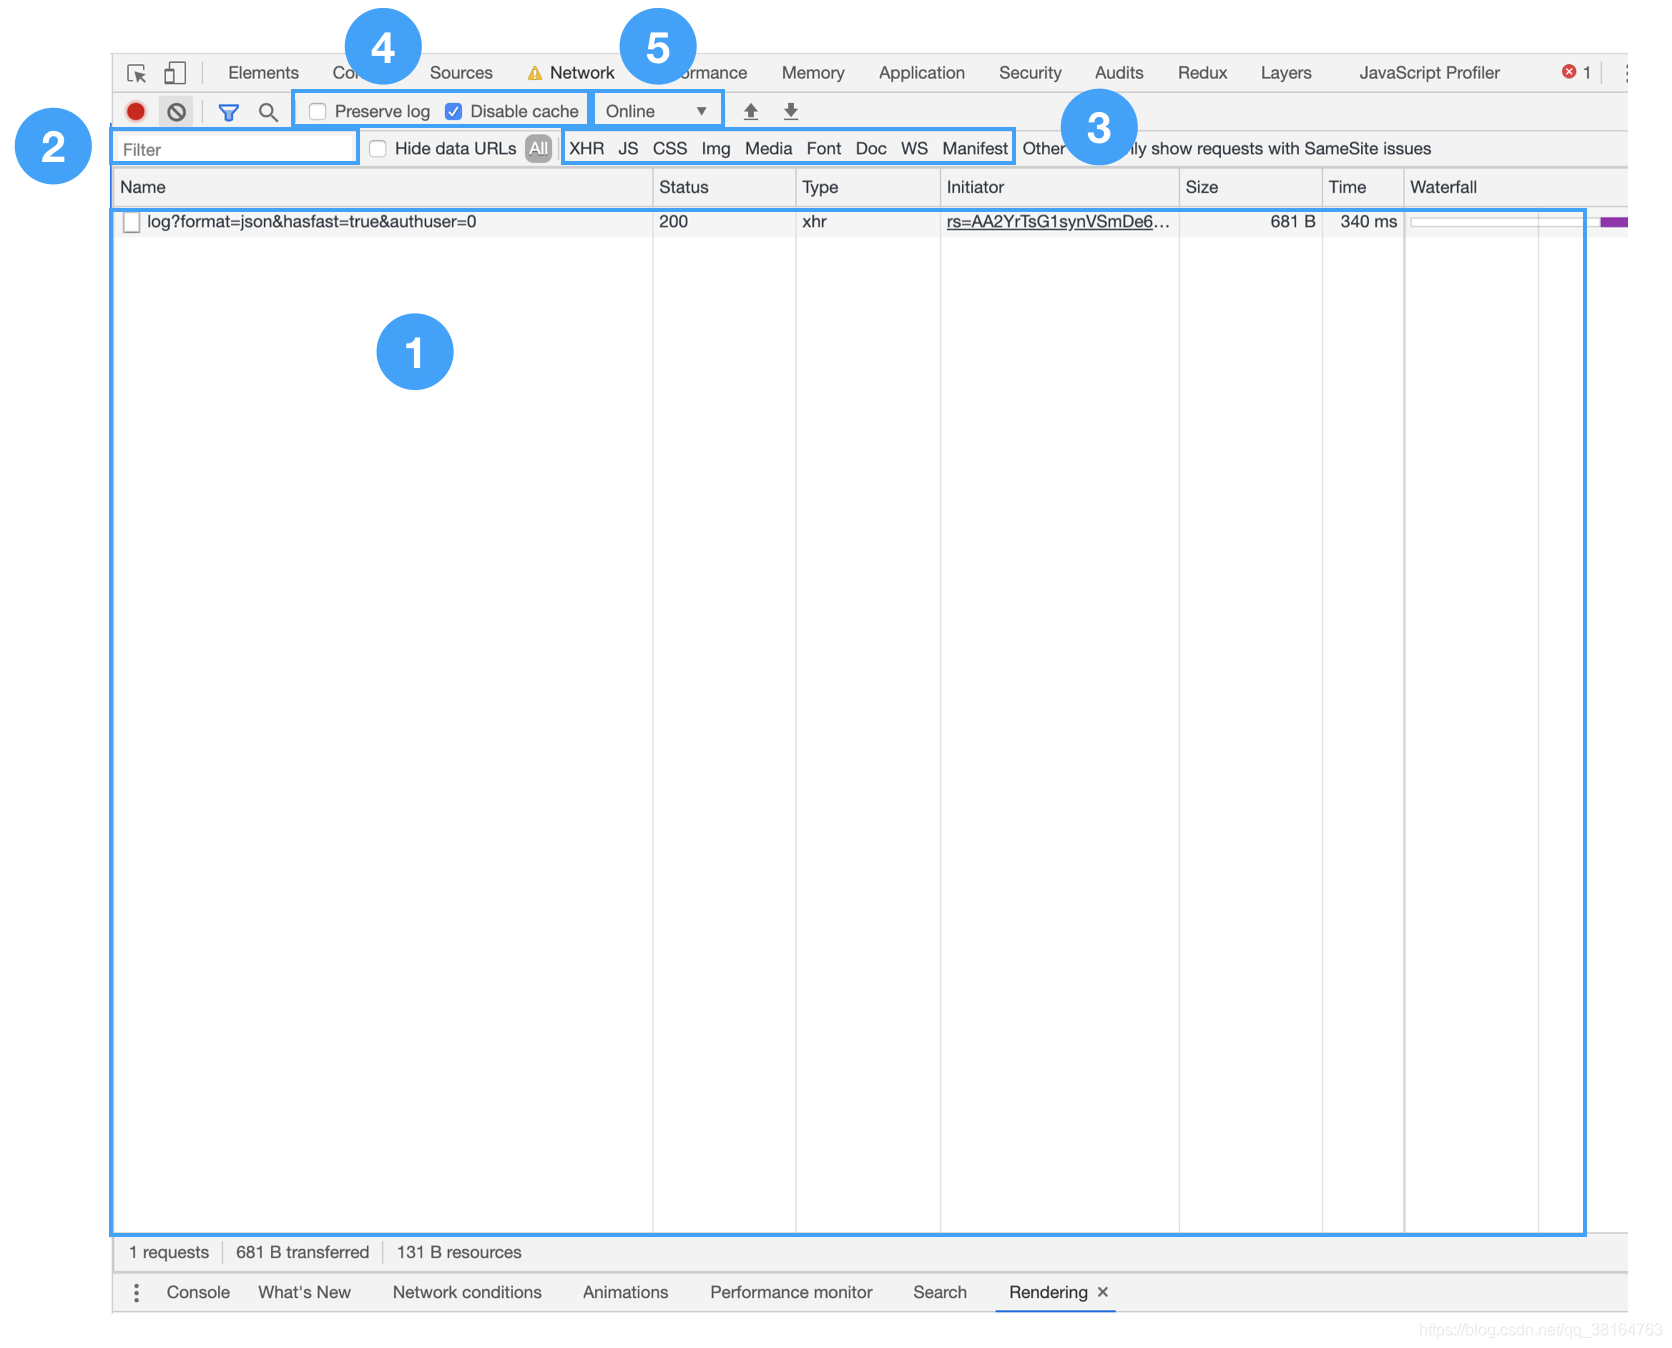 4 5
Elements Co Sources Network rmance Memory Application Security Audits Redux Layers JavaScript Profiler 1
Preserve log Disable cache Online
2 3
Filter Hide data URLs All XHR JS CSS Img Media Font Doc WS Manifest Other ly show requests with SameSite issues
Name Status Type Initiator Size Time Waterfall
log?format=json&hasfast=true&authuser=0 200 xhr rs=AA2YrTsG1synVSmDe6… 681 B 340 ms
1
1 requests 681 B transferred 131 B resources
Console What's New Network conditions Animations Performance monitor Search Rendering ×
https://blog.csdn.net/qq_38164763